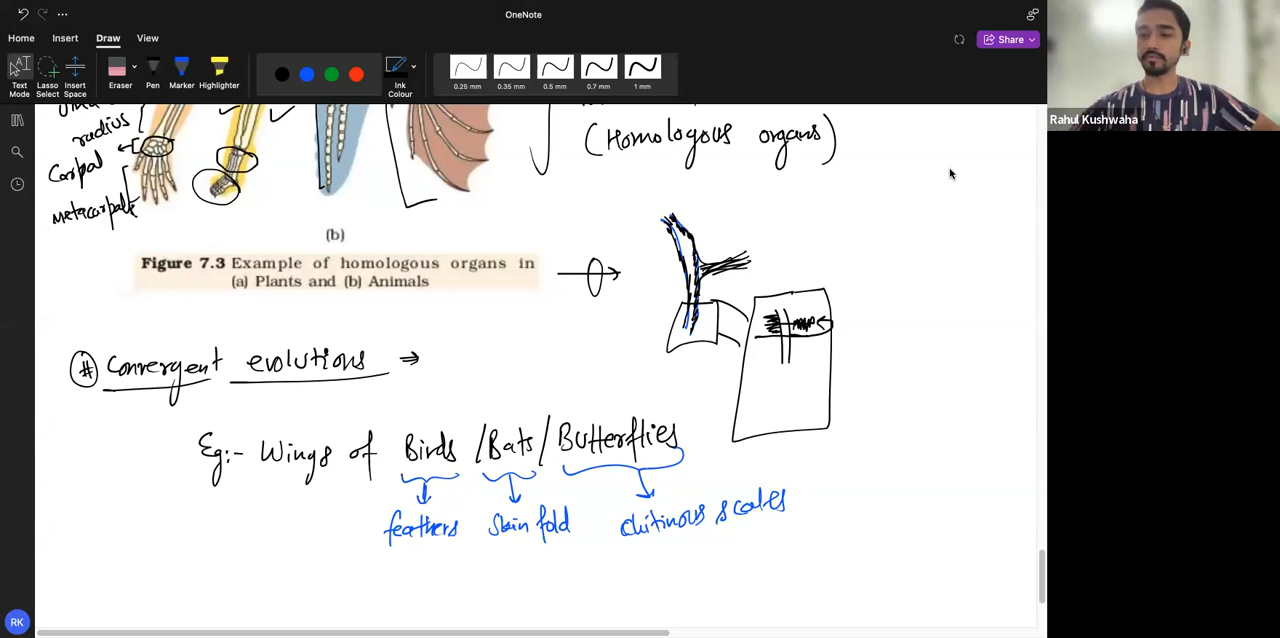 OneNote
Home Insert Draw View
Share
Text Mode
Lasso Select
Insert Space
Eraser
Pen
Marker
Highlighter
Ink Colour
0.25 mm
0.35 mm
0.5 mm
0.7 mm
1 mm
Rahul Kushwaha
radius
Carpal
metacarpals
(Homologous organs)
(b)
Figure 7.3 Example of homologous organs in
(a) Plants and (b) Animals
# Convergent evolutions ⇒
Eg:- Wings of Birds /Bats/ Butterflies
feathers skin fold chitinous scales
RK